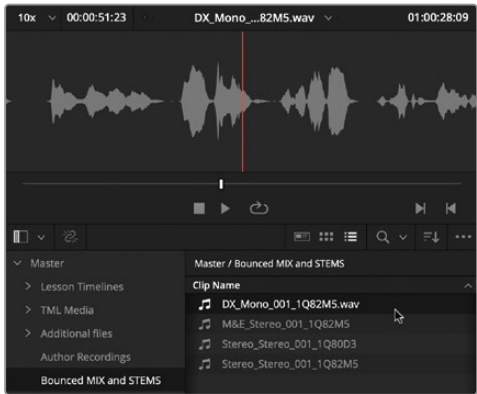 10x 00:00:51:23 DX_Mono_...82M5.wav 01:00:28:09
Master
Master / Bounced MIX and STEMS
Lesson Timelines
Clip Name
TML Media
DX_Mono_001_1Q82M5.wav
Additional files
M&E_Stereo_001_1Q82M5
Author Recordings
Stereo_Stereo_001_1Q80D3
Bounced MIX and STEMS
Stereo_Stereo_001_1Q82M5